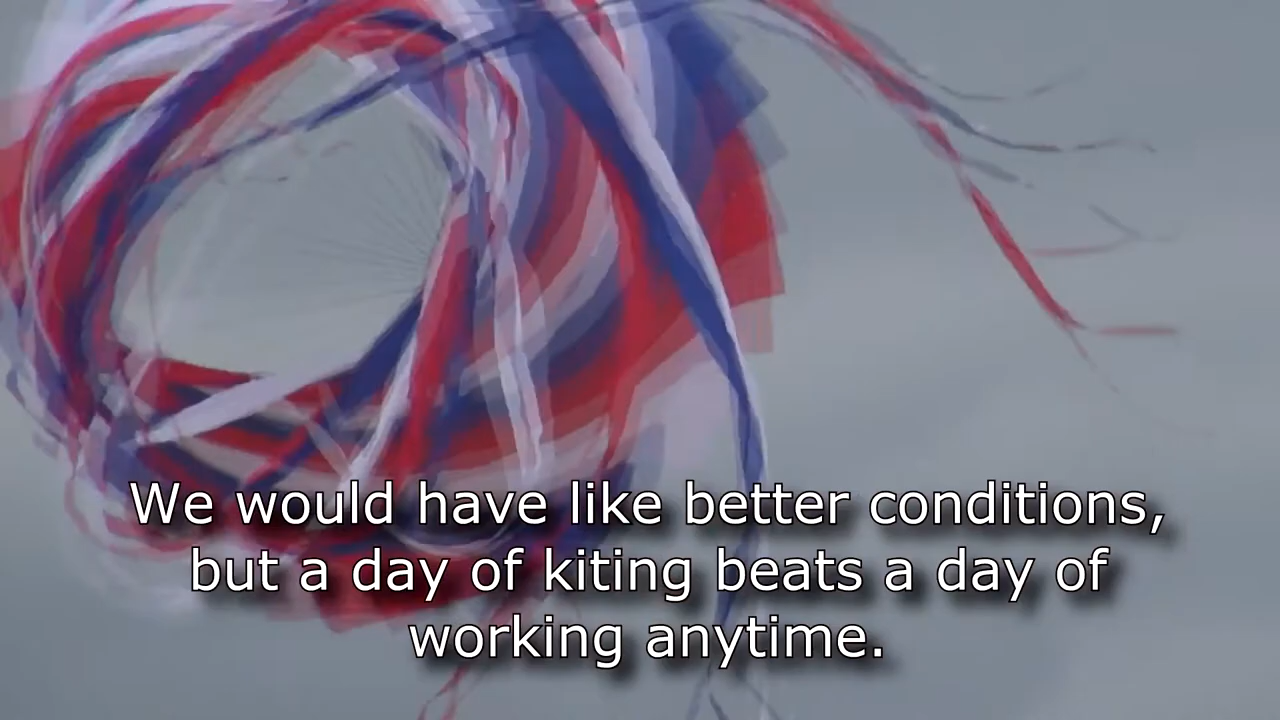 We would have like better conditions,
but a day of kiting beats a day of
working anytime.